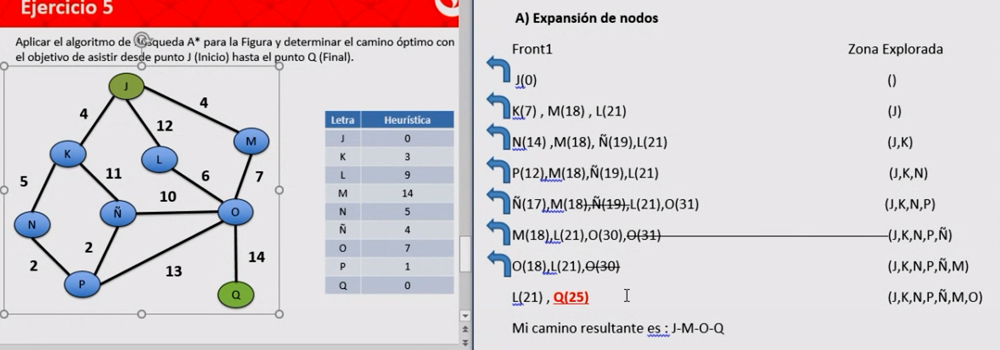 Ejercicio 5
Aplicar el algoritmo de Búsqueda A* para la Figura y determinar el camino óptimo con
el objetivo de asistir desde punto J (Inicio) hasta el punto Q (Final).
J
4
4
12
M
K
L
11
6
7
5
10
Ñ
O
N
2
14
2
13
P
Q
Letra Heurística
J 0
K 3
L 9
M 14
N 5
Ñ 4
O 7
P 1
Q 0
A) Expansión de nodos
Front1 Zona Explorada
J(0) ()
K(7) , M(18) , L(21) (J)
N(14) ,M(18), Ñ(19),L(21) (J,K)
P(12),M(18),Ñ(19),L(21) (J,K,N)
Ñ(17),M(18),Ñ(19),L(21),O(31) (J,K,N,P)
M(18),L(21),O(30),O(31) (J,K,N,P,Ñ)
O(18),L(21),O(30) (J,K,N,P,Ñ,M)
L(21) , Q(25) (J,K,N,P,Ñ,M,O)
Mi camino resultante es : J-M-O-Q